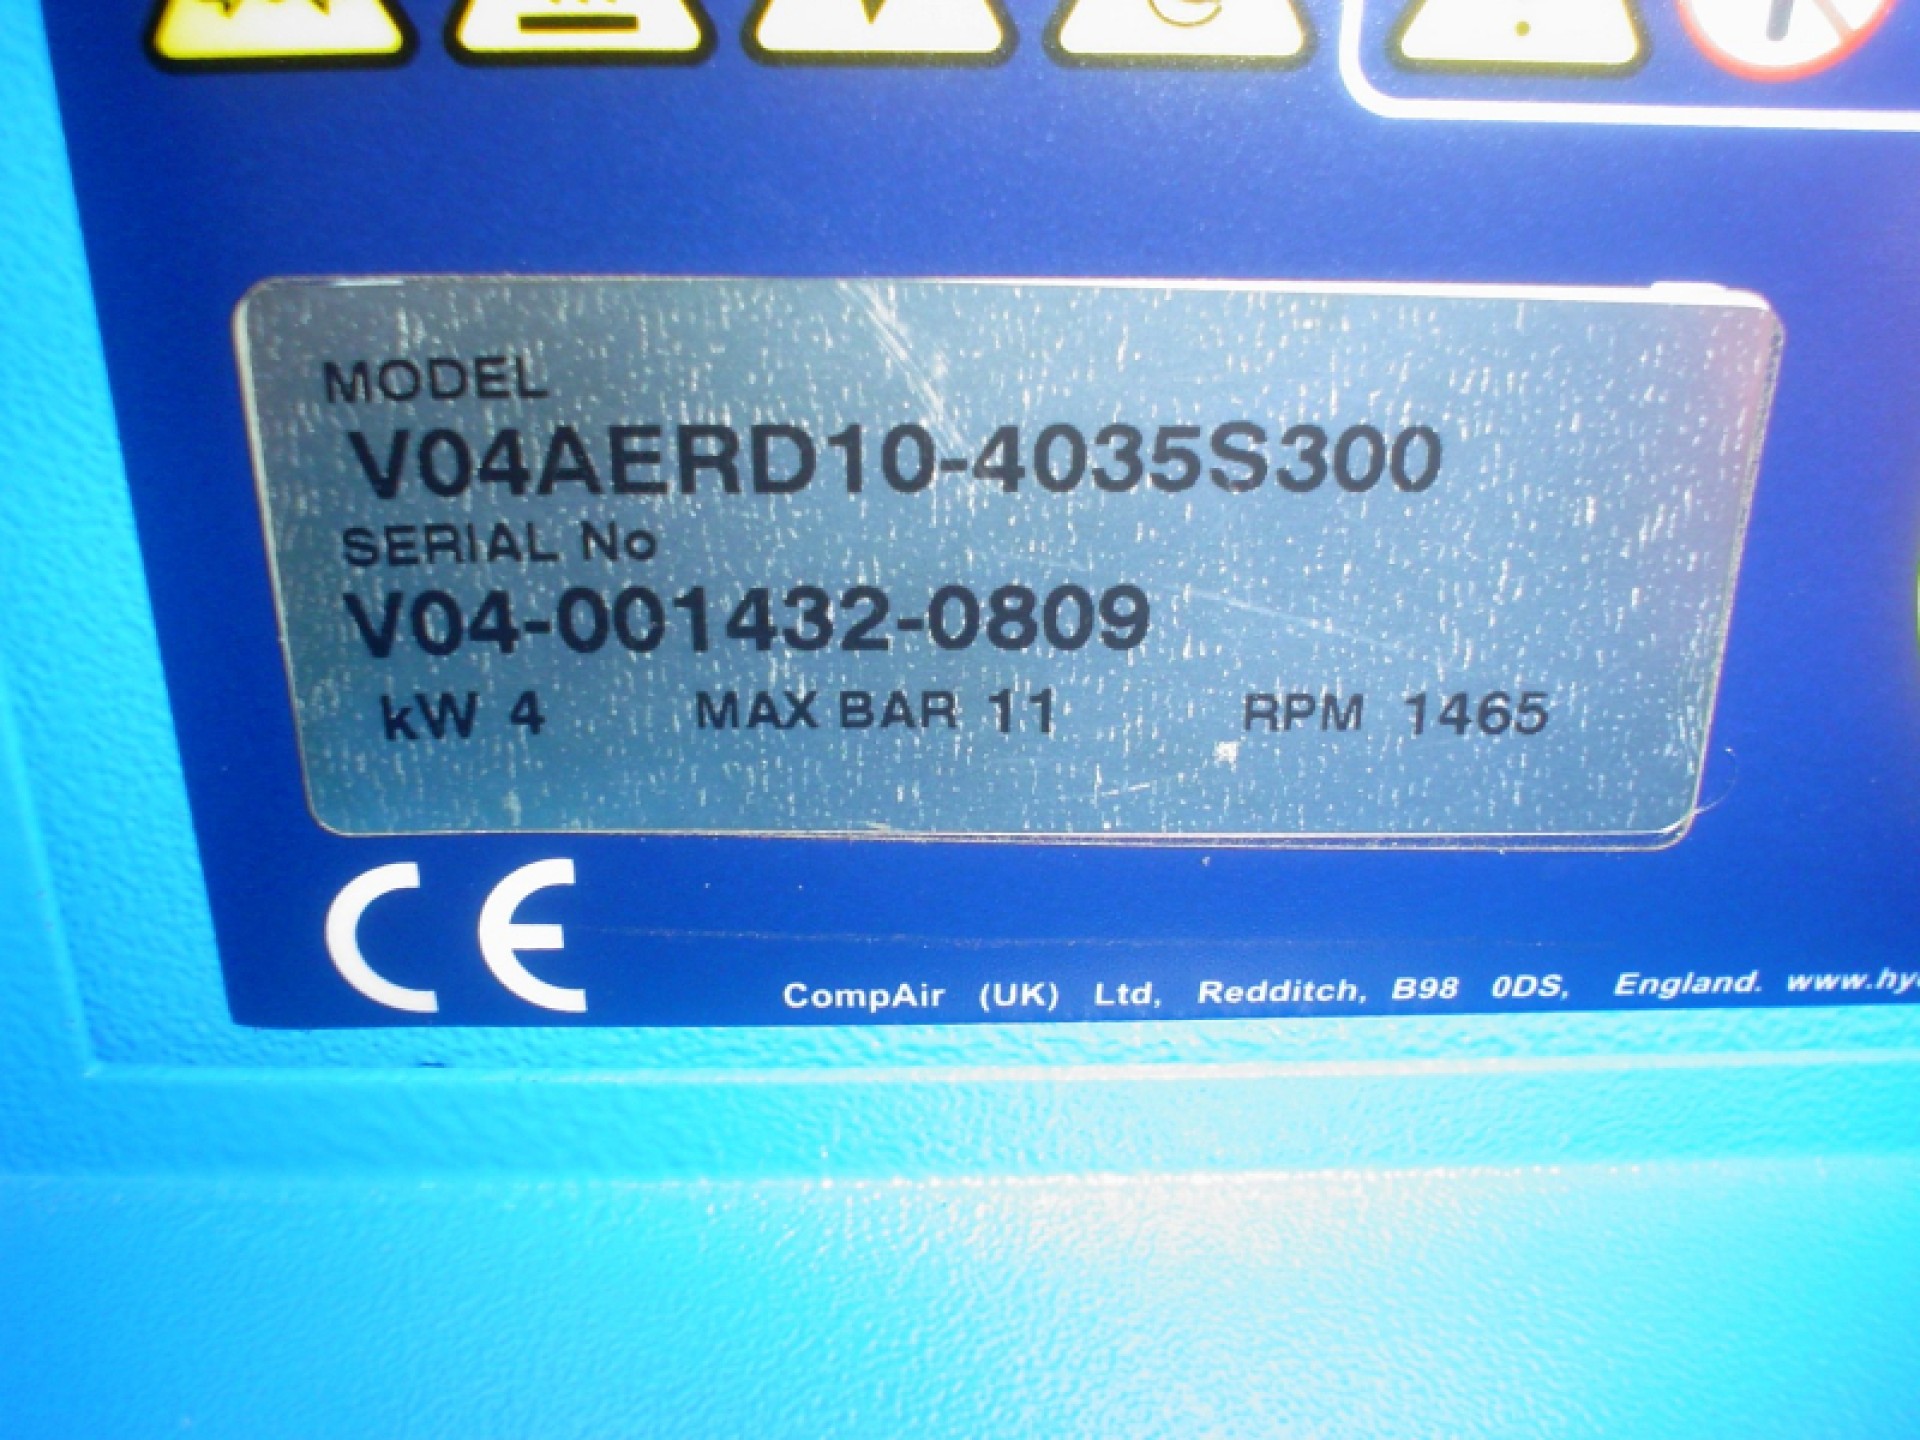 MODEL
V04AERD10-4035S300
SERIAL No
V04-001432-0809
kW 4 MAX BAR 11 RPM 1465
CE
CompAir (UK) Ltd, Redditch, B98 0DS, England.